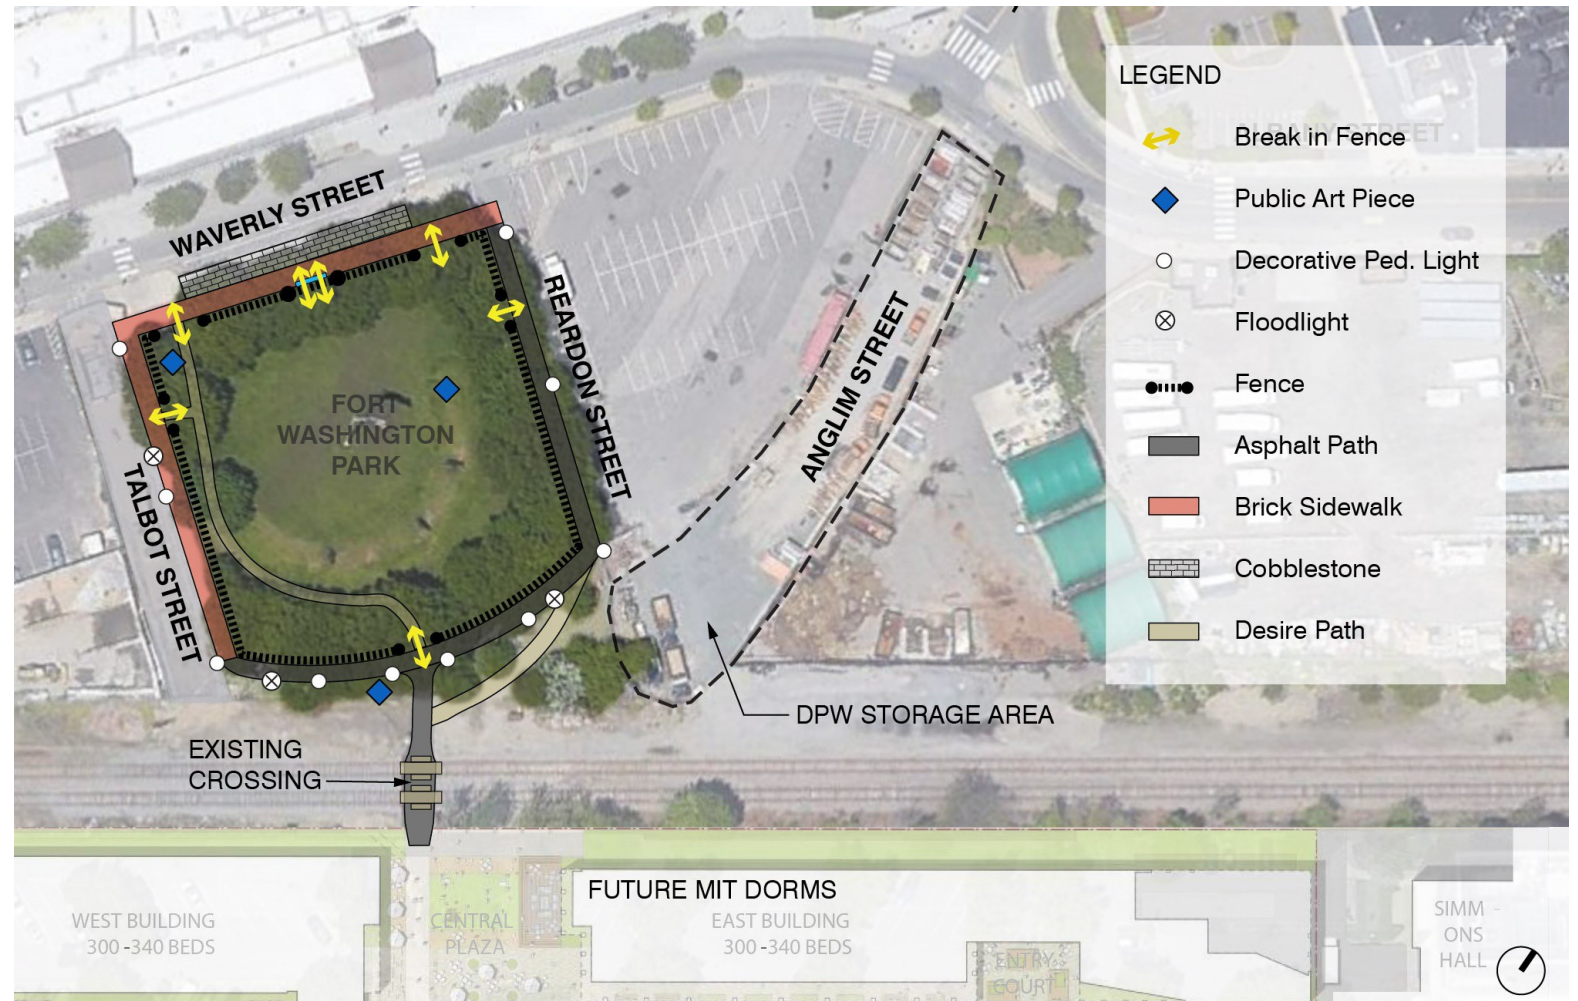 LEGEND
ALBANY STREET
Break in Fence
Public Art Piece
Decorative Ped. Light
Floodlight
Fence
Asphalt Path
Brick Sidewalk
Cobblestone
Desire Path
WAVERLY STREET
REARDON STREET
ANGLIM STREET
TALBOT STREET
FORT
WASHINGTON
PARK
DPW STORAGE AREA
EXISTING
CROSSING
FUTURE MIT DORMS
WEST BUILDING
300 -340 BEDS
CENTRAL
PLAZA
EAST BUILDING
300 -340 BEDS
ENTRY
COURT
SIMM -
ONS
HALL